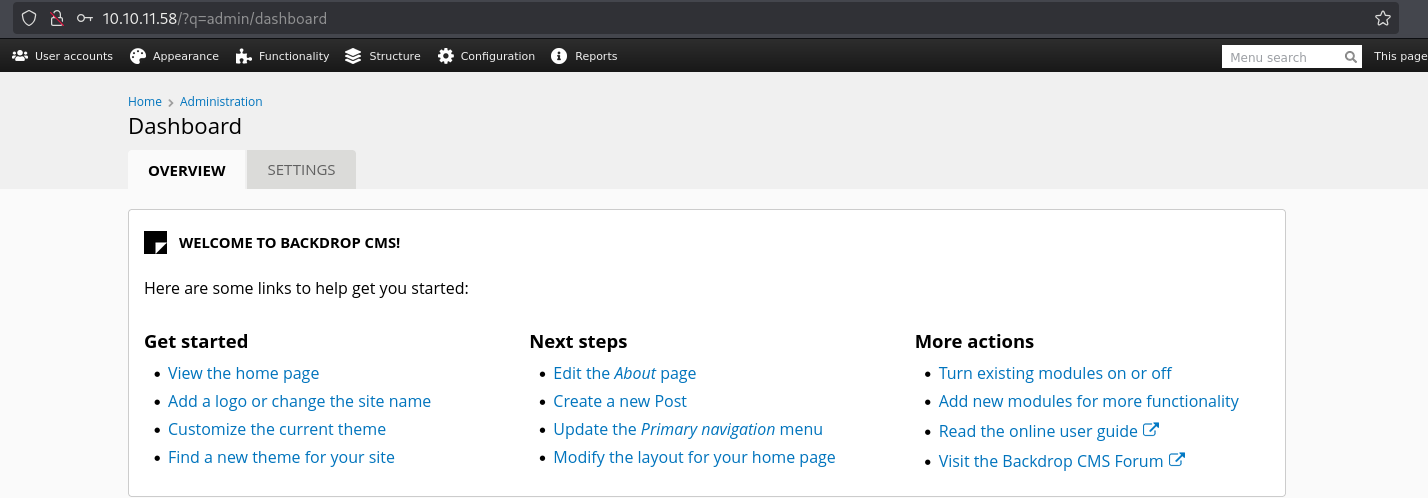 10.10.11.58/?q=admin/dashboard
User accounts Appearance Functionality Structure Configuration Reports Menu search This page
Home > Administration
Dashboard
OVERVIEW SETTINGS
WELCOME TO BACKDROP CMS!
Here are some links to help get you started:
Get started
View the home page
Add a logo or change the site name
Customize the current theme
Find a new theme for your site
Next steps
Edit the About page
Create a new Post
Update the Primary navigation menu
Modify the layout for your home page
More actions
Turn existing modules on or off
Add new modules for more functionality
Read the online user guide
Visit the Backdrop CMS Forum